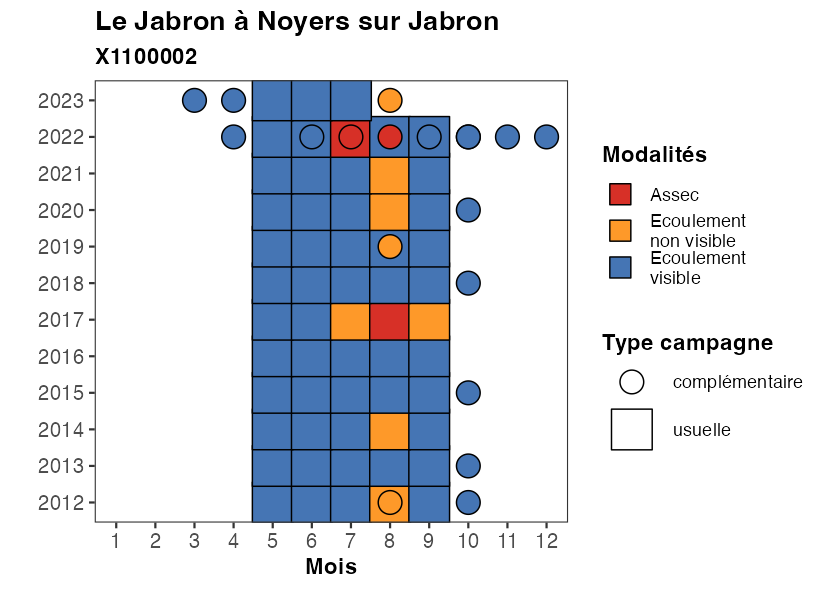 Le Jabron à Noyers sur Jabron
X1100002
2023
2022
2021
2020
2019
2018
2017
2016
2015
2014
2013
2012
1 2 3 4 5 6 7 8 9 10 11 12
Mois
Modalités
Assec
Ecoulement
non visible
Ecoulement
visible
Type campagne
complémentaire
usuelle